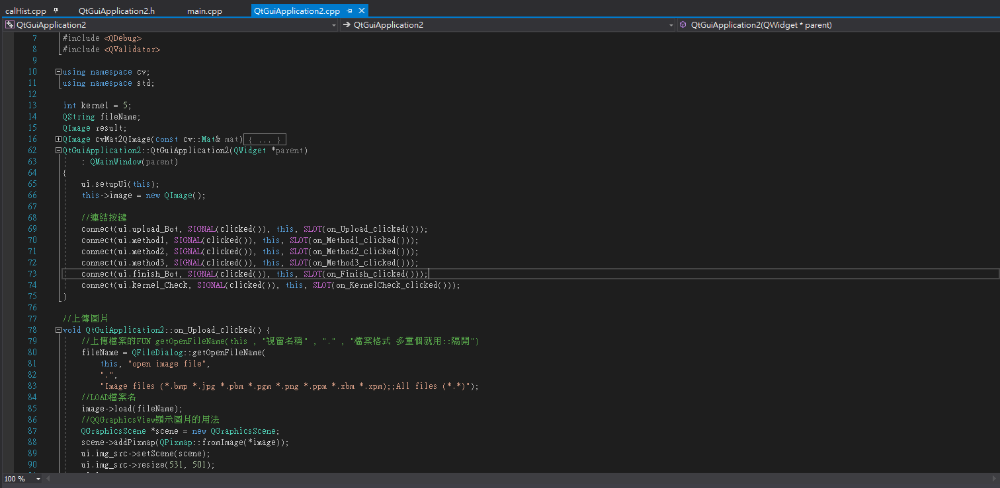 calHist.cpp QtGuiApplication2.h main.cpp QtGuiApplication2.cpp
QtGuiApplication2 QtGuiApplication2 QtGuiApplication2(QWidget * parent)
7 #include <QDebug>
8 #include <QValidator>
9
10 using namespace cv;
11 using namespace std;
12
13 int kernel = 5;
14 QString fileName;
15 QImage result;
16 QImage cvMat2QImage(const cv::Mat& mat){ ... }
62 QtGuiApplication2::QtGuiApplication2(QWidget *parent)
63 : QMainWindow(parent)
64 {
65 ui.setupUi(this);
66 this->image = new QImage();
67
68 //連結按鍵
69 connect(ui.upload_Bot, SIGNAL(clicked()), this, SLOT(on_Upload_clicked()));
70 connect(ui.method1, SIGNAL(clicked()), this, SLOT(on_Method1_clicked()));
71 connect(ui.method2, SIGNAL(clicked()), this, SLOT(on_Method2_clicked()));
72 connect(ui.method3, SIGNAL(clicked()), this, SLOT(on_Method3_clicked()));
73 connect(ui.finish_Bot, SIGNAL(clicked()), this, SLOT(on_Finish_clicked()));
74 connect(ui.kernel_Check, SIGNAL(clicked()), this, SLOT(on_KernelCheck_clicked()));
75 }
76
77 //上傳圖片
78 void QtGuiApplication2::on_Upload_clicked() {
79 //上傳檔案的FUN getOpenFileName(this , "視窗名稱" , "." , "檔案格式 多重個就用::隔開")
80 fileName = QFileDialog::getOpenFileName(
81 this, "open image file",
82 ".",
83 "Image files (*.bmp *.jpg *.pbm *.pgm *.png *.ppm *.xbm *.xpm);;All files (*.*)");
84 //LOAD檔案名
85 image->load(fileName);
86 //QQGraphicsView顯示圖片的用法
87 QGraphicsScene *scene = new QGraphicsScene;
88 scene->addPixmap(QPixmap::fromImage(*image));
89 ui.img_src->setScene(scene);
90 ui.img_src->resize(531, 501);
100 %